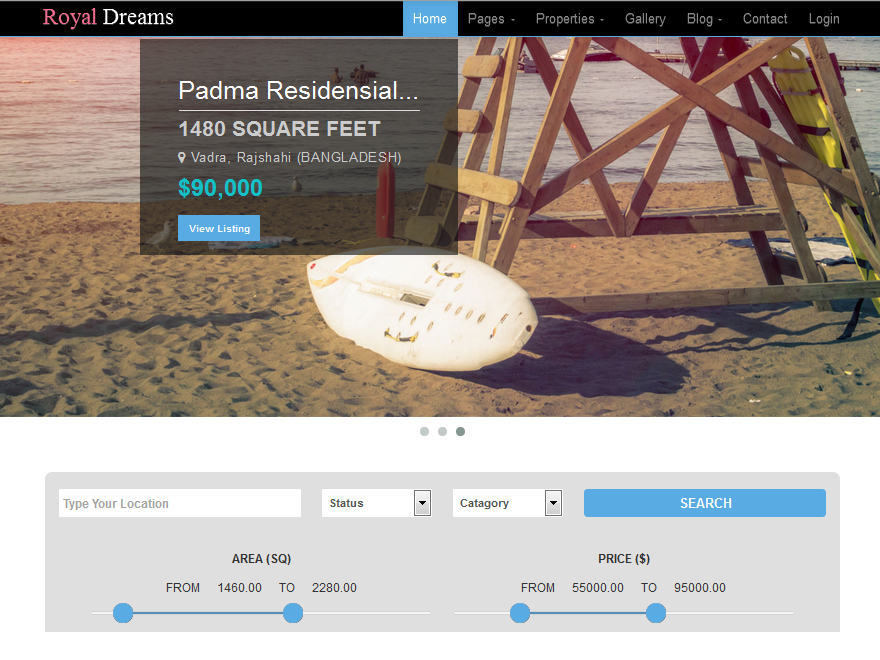 Royal Dreams
Home Pages Properties Gallery Blog Contact Login
Padma Residensial...
1480 SQUARE FEET
Vadra, Rajshahi (BANGLADESH)
$90,000
View Listing
Type Your Location Status Catagory SEARCH
AREA (SQ) PRICE ($)
FROM 1460.00 TO 2280.00 FROM 55000.00 TO 95000.00